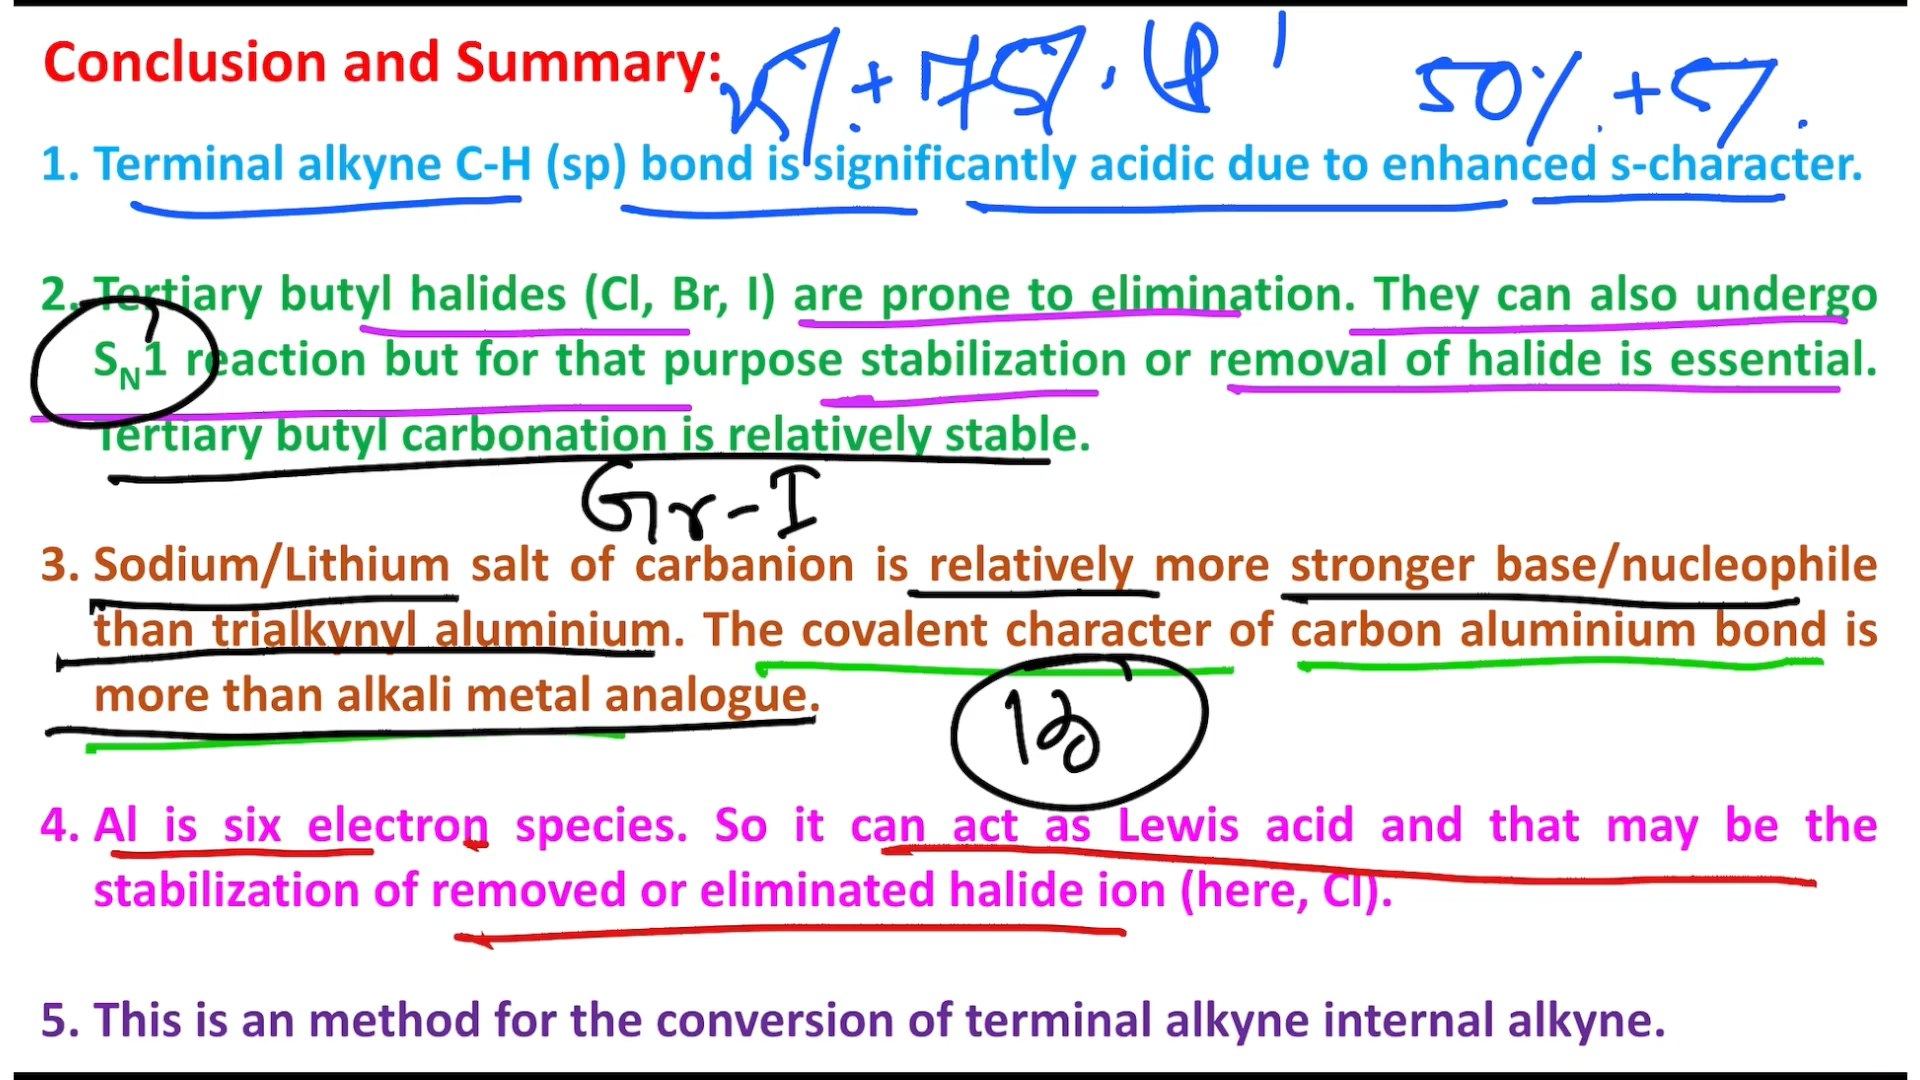 Conclusion and Summary:
25% + 75% (p) 50% + 5%.
1. Terminal alkyne C-H (sp) bond is significantly acidic due to enhanced s-character.
2. Tertiary butyl halides (Cl, Br, I) are prone to elimination. They can also undergo
SN1 reaction but for that purpose stabilization or removal of halide is essential.
Tertiary butyl carbonation is relatively stable.
Gr-I
3. Sodium/Lithium salt of carbanion is relatively more stronger base/nucleophile
than trialkynyl aluminium. The covalent character of carbon aluminium bond is
more than alkali metal analogue.
4. Al is six electron species. So it can act as Lewis acid and that may be the
stabilization of removed or eliminated halide ion (here, Cl).
5. This is an method for the conversion of terminal alkyne internal alkyne.